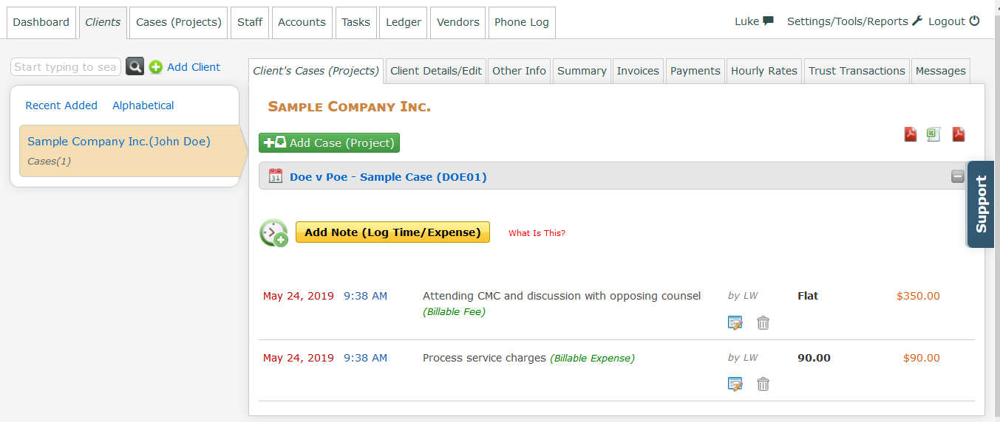 Dashboard Clients Cases (Projects) Staff Accounts Tasks Ledger Vendors Phone Log Luke Settings/Tools/Reports Logout
Start typing to sea Add Client
Client's Cases (Projects) Client Details/Edit Other Info Summary Invoices Payments Hourly Rates Trust Transactions Messages
Recent Added Alphabetical
Sample Company Inc.(John Doe)
Cases(1)
Sample Company Inc.
Add Case (Project)
31 Doe v Poe - Sample Case (DOE01)
Support
Add Note (Log Time/Expense) What Is This?
May 24, 2019 9:38 AM Attending CMC and discussion with opposing counsel by LW Flat $350.00
(Billable Fee)
May 24, 2019 9:38 AM Process service charges (Billable Expense) by LW 90.00 $90.00